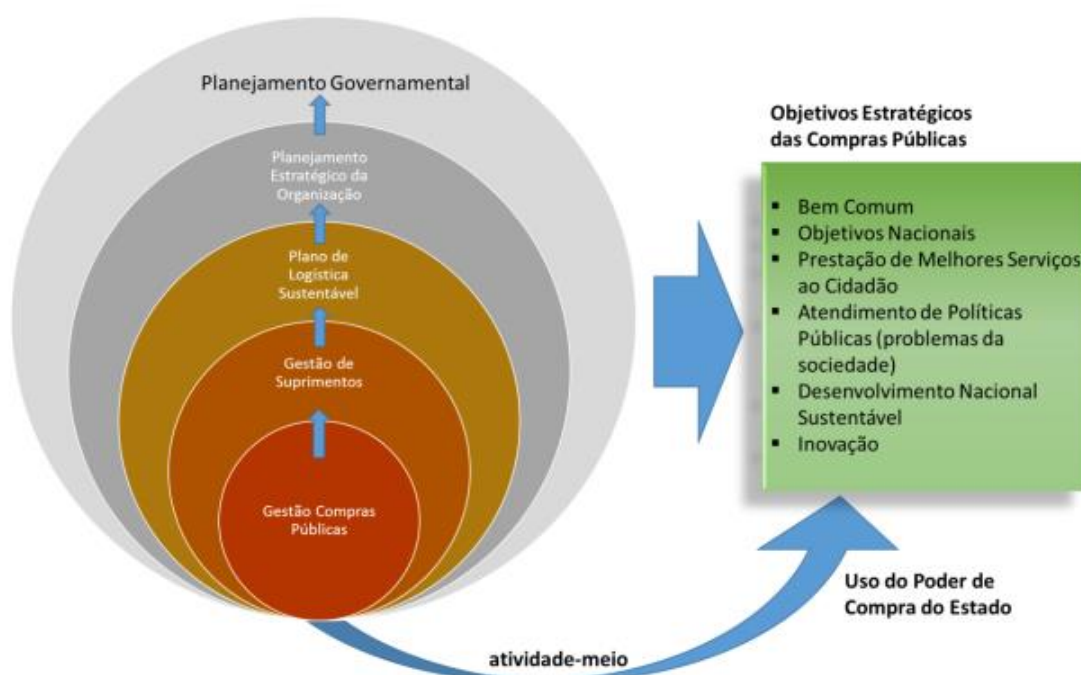 Planejamento Governamental
Planejamento
Estratégico da
Organização
Plano de
Logística
Sustentável
Gestão de
Suprimentos
Gestão Compras
Públicas
Objetivos Estratégicos
das Compras Públicas
▪ Bem Comum
▪ Objetivos Nacionais
▪ Prestação de Melhores Serviços
ao Cidadão
▪ Atendimento de Políticas
Públicas (problemas da
sociedade)
▪ Desenvolvimento Nacional
Sustentável
▪ Inovação
Uso do Poder de
Compra do Estado
atividade-meio